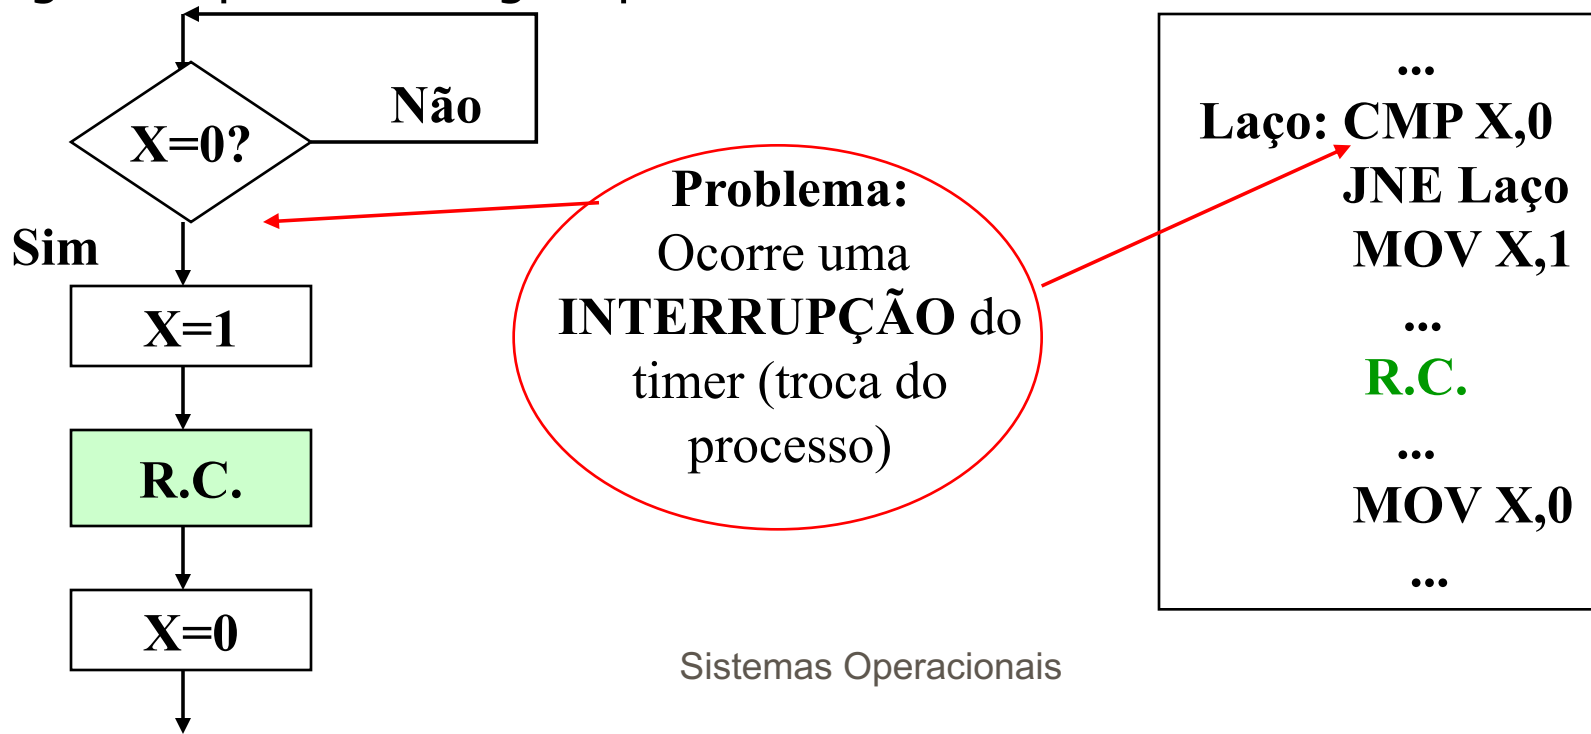 Não
X=0?
Sim
X=1
R.C.
X=0
Problema:
Ocorre uma
INTERRUPÇÃO do
timer (troca do
processo)
...
Laço: CMP X,0
JNE Laço
MOV X,1
...
R.C.
...
MOV X,0
...
Sistemas Operacionais